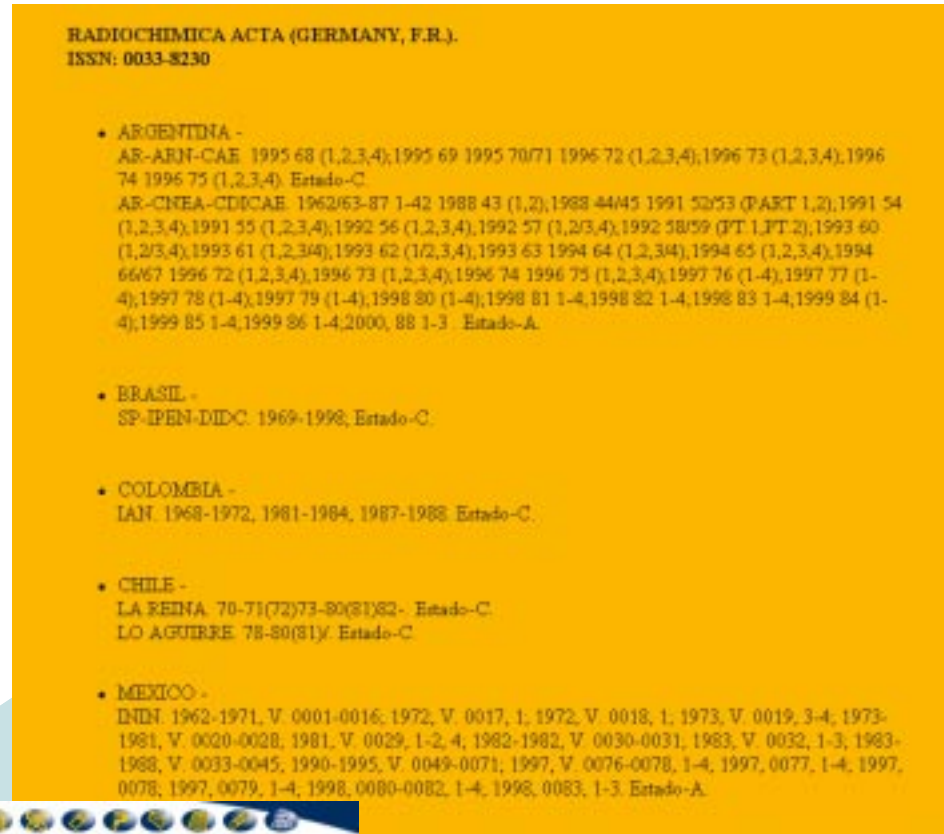 RADIOCHIMICA ACTA (GERMANY, F.R.).
ISSN: 0033-8230
• ARGENTINA -
AR-ARN-CAE. 1995 68 (1,2,3,4);1995 69 1995 70/71 1996 72 (1,2,3,4);1996 73 (1,2,3,4);1996
74 1996 75 (1,2,3,4). Estado-C.
AR-CNEA-CDICAE. 1962/63-87 1-42 1988 43 (1,2);1988 44/45 1991 52/53 (PART 1,2);1991 54
(1,2,3,4);1991 55 (1,2,3,4);1992 56 (1,2,3,4);1992 57 (1,2/3,4);1992 58/59 (PT.1,PT.2);1993 60
(1,2/3,4);1993 61 (1,2,3/4);1993 62 (1/2,3,4);1993 63 1994 64 (1,2,3/4);1994 65 (1,2,3,4);1994
66/67 1996 72 (1,2,3,4);1996 73 (1,2,3,4);1996 74 1996 75 (1,2,3,4);1997 76 (1-4);1997 77 (1-
4);1997 78 (1-4);1997 79 (1-4);1998 80 (1-4);1998 81 1-4;1998 82 1-4;1998 83 1-4;1999 84 (1-
4);1999 85 1-4;1999 86 1-4;2000, 88 1-3 . Estado-A.
• BRASIL -
SP-IPEN-DIDC. 1969-1998; Estado-C.
• COLOMBIA -
IAN. 1968-1972, 1981-1984, 1987-1988. Estado-C.
• CHILE -
LA REINA. 70-71(72)73-80(81)82-. Estado-C.
LO AGUIRRE. 78-80(81)/. Estado-C.
• MEXICO -
ININ. 1962-1971, V. 0001-0016; 1972, V. 0017, 1; 1972, V. 0018, 1; 1973, V. 0019, 3-4; 1973-
1981, V. 0020-0028; 1981, V. 0029, 1-2, 4; 1982-1982, V. 0030-0031; 1983, V. 0032, 1-3; 1983-
1988, V. 0033-0045; 1990-1995, V. 0049-0071; 1997, V. 0076-0078, 1-4; 1997, 0077, 1-4; 1997,
0078; 1997, 0079, 1-4; 1998, 0080-0082, 1-4; 1998, 0083, 1-3. Estado-A.